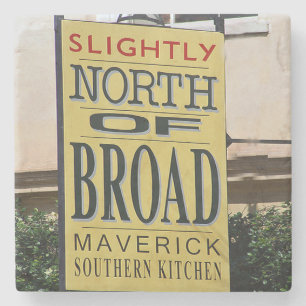 SLIGHTLY
NORTH
OF
BROAD
MAVERICK
SOUTHERN KITCHEN